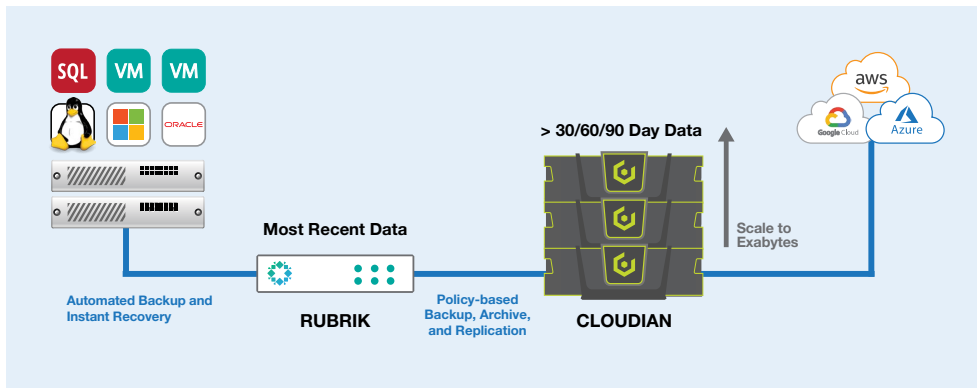 SQL
VM
VM
ORACLE
Automated Backup and
Instant Recovery
Most Recent Data
RUBRIK
Policy-based
Backup, Archive,
and Replication
> 30/60/90 Day Data
CLOUDIAN
Scale to
Exabytes
aws
Google Cloud
Azure